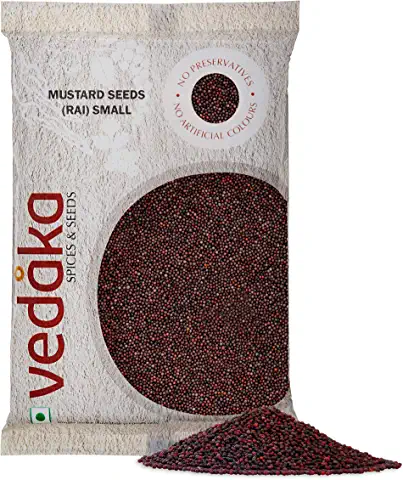 MUSTARD SEEDS
(RAI) SMALL
NO PRESERVATIVES
NO ARTIFICIAL COLOURS
vedaka
SPICES & SEEDS